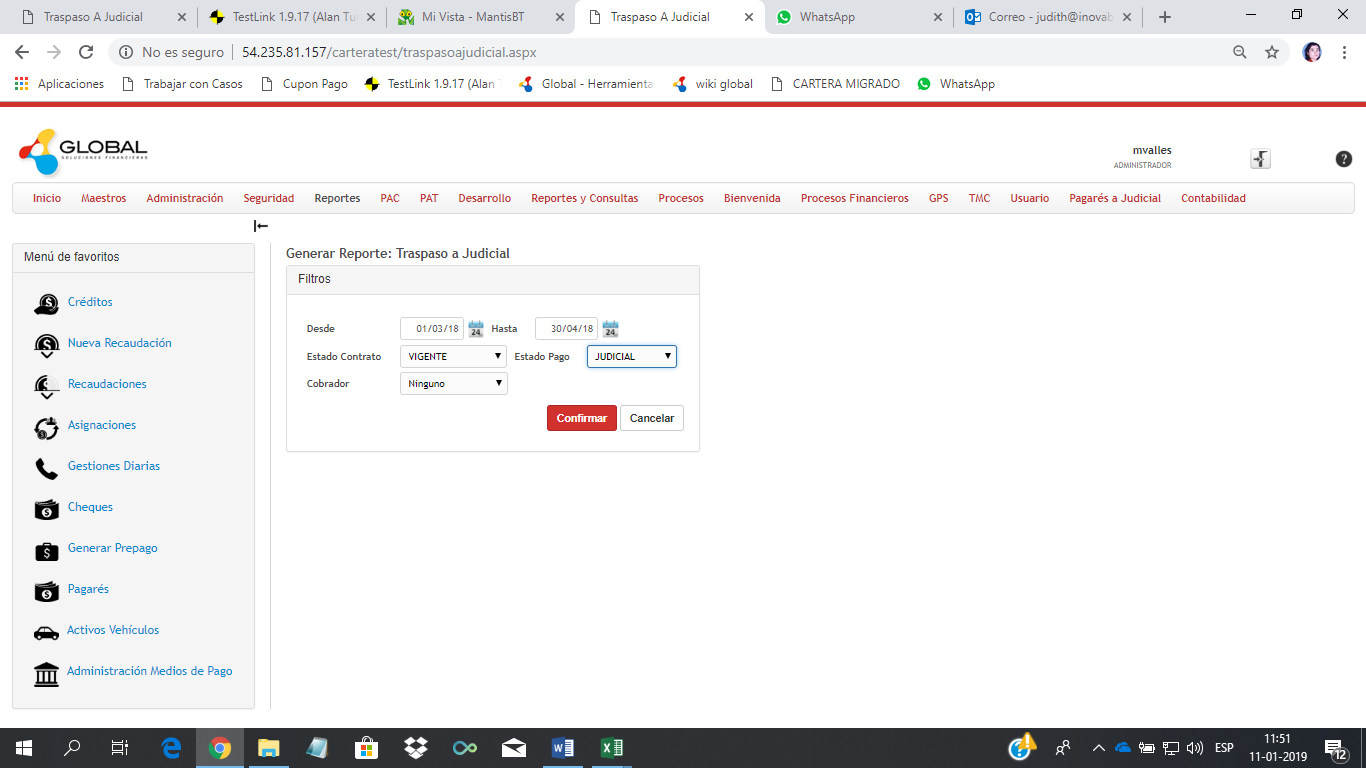 Traspaso A Judicial
TestLink 1.9.17 (Alan Tu
Mi Vista - MantisBT
Traspaso A Judicial
WhatsApp
Correo - judith@inovab
No es seguro | 54.235.81.157/carteratest/traspasoajudicial.aspx
Aplicaciones
Trabajar con Casos
Cupon Pago
TestLink 1.9.17 (Alan
Global - Herramienta
wiki global
CARTERA MIGRADO
WhatsApp
GLOBAL
SOLUCIONES FINANCIERAS
mvalles
ADMINISTRADOR
?
Inicio Maestros Administración Seguridad Reportes PAC PAT Desarrollo Reportes y Consultas Procesos Bienvenida Procesos Financieros GPS TMC Usuario Pagarés a Judicial Contabilidad
Menú de favoritos
Créditos
Nueva Recaudación
Recaudaciones
Asignaciones
Gestiones Diarias
Cheques
Generar Prepago
Pagarés
Activos Vehículos
Administración Medios de Pago
Generar Reporte: Traspaso a Judicial
Filtros
Desde 01/03/18 24 Hasta 30/04/18 24
Estado Contrato VIGENTE Estado Pago JUDICIAL
Cobrador Ninguno
Confirmar Cancelar
ESP
11:51
11-01-2019
12